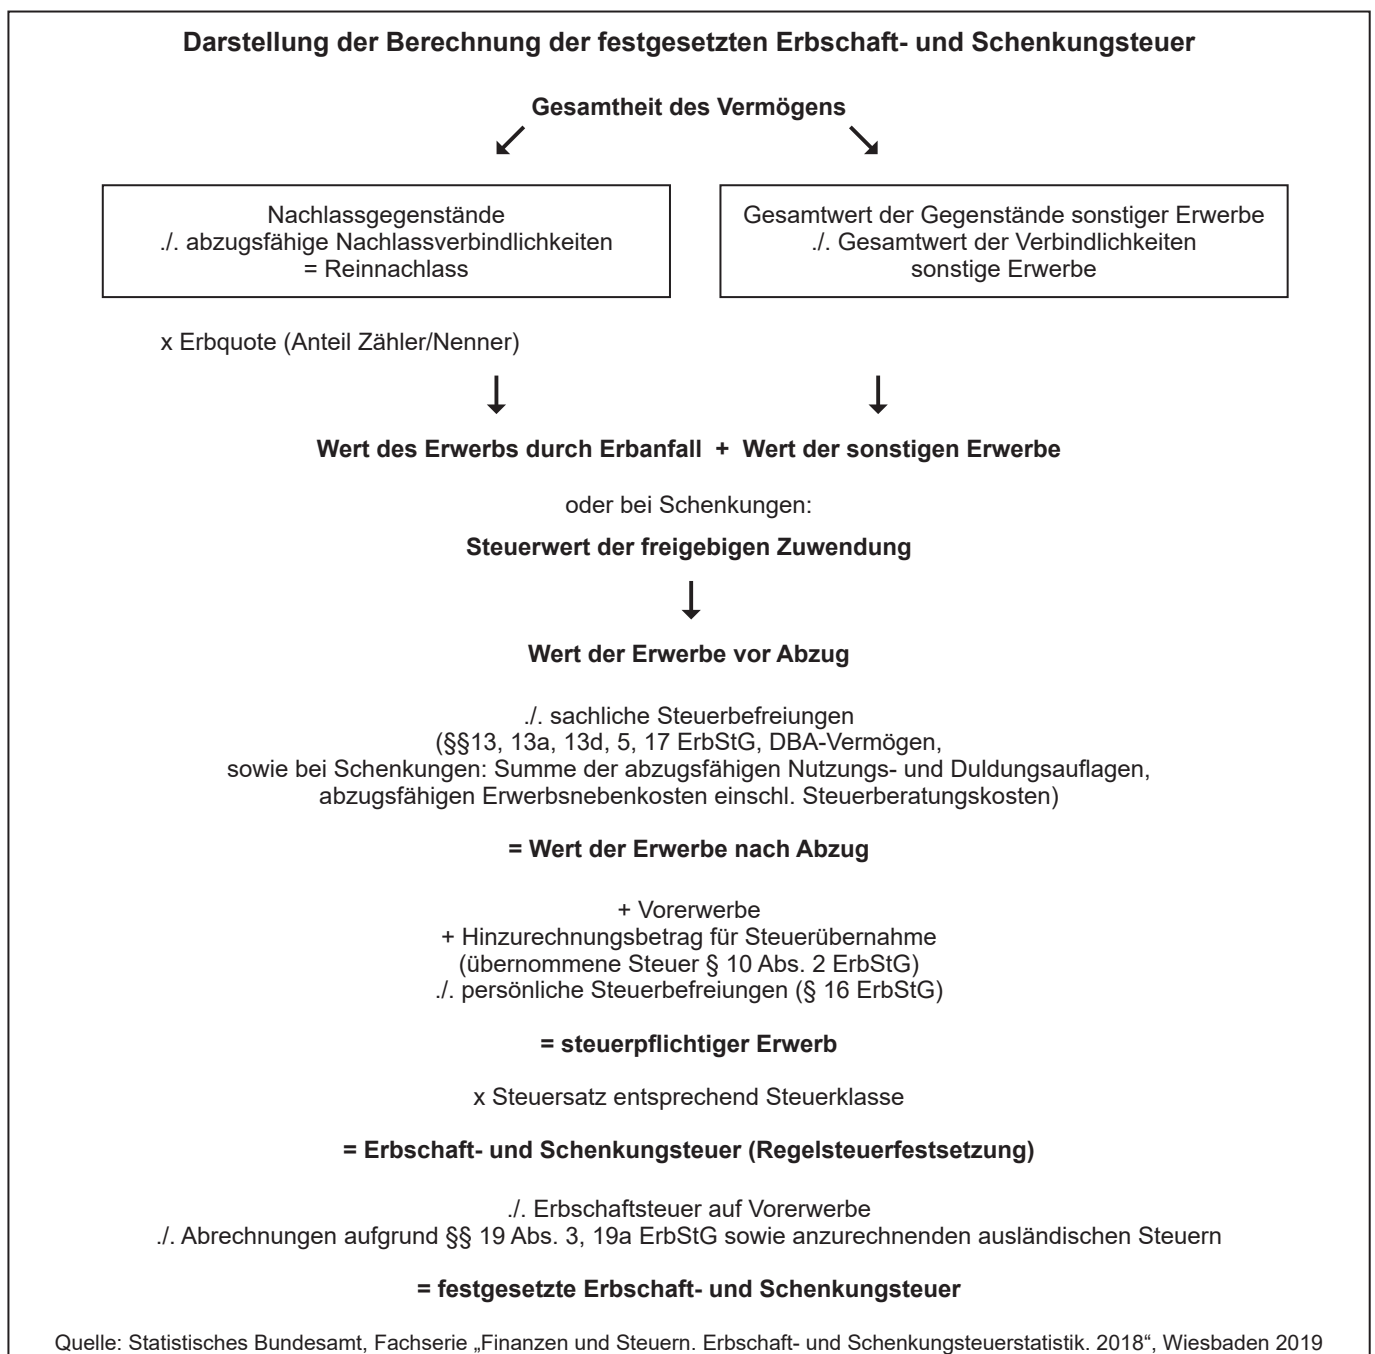 Darstellung der Berechnung der festgesetzten Erbschaft- und Schenkungsteuer
Gesamtheit des Vermögens
Nachlassgegenstände
./. abzugsfähige Nachlassverbindlichkeiten
= Reinnachlass
Gesamtwert der Gegenstände sonstiger Erwerbe
./. Gesamtwert der Verbindlichkeiten
sonstige Erwerbe
x Erbquote (Anteil Zähler/Nenner)
Wert des Erwerbs durch Erbanfall + Wert der sonstigen Erwerbe
oder bei Schenkungen:
Steuerwert der freigebigen Zuwendung
Wert der Erwerbe vor Abzug
./. sachliche Steuerbefreiungen
(§§13, 13a, 13d, 5, 17 ErbStG, DBA-Vermögen,
sowie bei Schenkungen: Summe der abzugsfähigen Nutzungs- und Duldungsauflagen,
abzugsfähigen Erwerbsnebenkosten einschl. Steuerberatungskosten)
= Wert der Erwerbe nach Abzug
+ Vorerwerbe
+ Hinzurechnungsbetrag für Steuerübernahme
(übernommene Steuer § 10 Abs. 2 ErbStG)
./. persönliche Steuerbefreiungen (§ 16 ErbStG)
= steuerpflichtiger Erwerb
x Steuersatz entsprechend Steuerklasse
= Erbschaft- und Schenkungsteuer (Regelsteuerfestsetzung)
./. Erbschaftsteuer auf Vorerwerbe
./. Abrechnungen aufgrund §§ 19 Abs. 3, 19a ErbStG sowie anzurechnenden ausländischen Steuern
= festgesetzte Erbschaft- und Schenkungsteuer
Quelle: Statistisches Bundesamt, Fachserie „Finanzen und Steuern. Erbschaft- und Schenkungsteuerstatistik. 2018“, Wiesbaden 2019